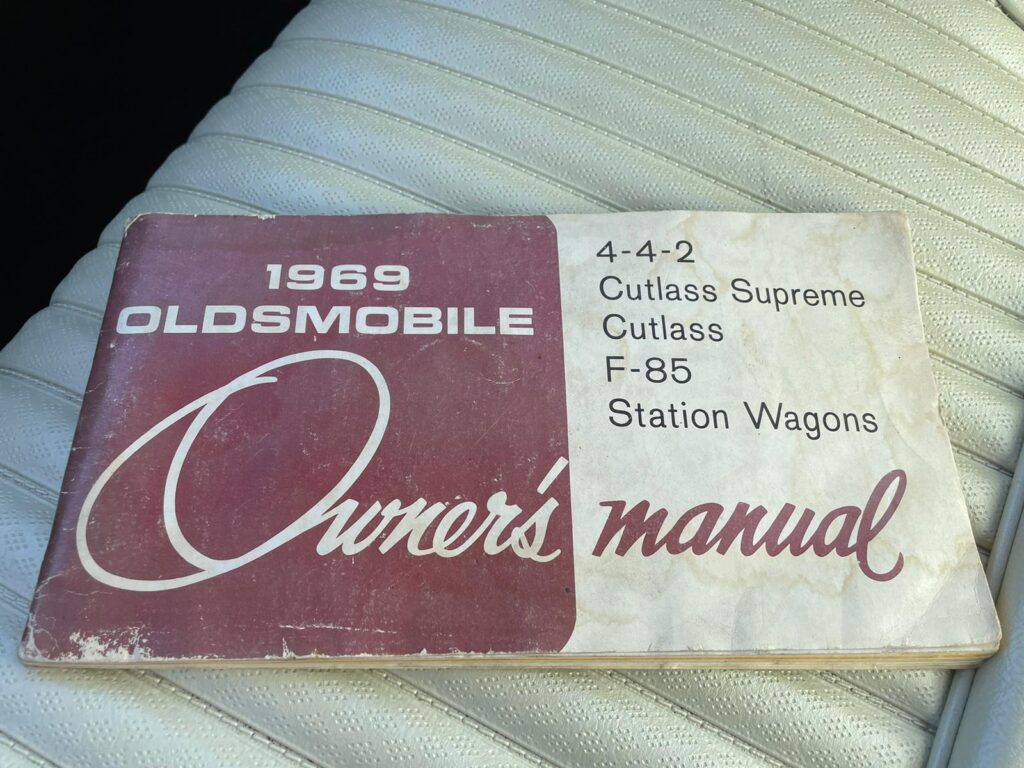 1969
OLDSMOBILE
Owner's manual
4-4-2
Cutlass Supreme
Cutlass
F-85
Station Wagons